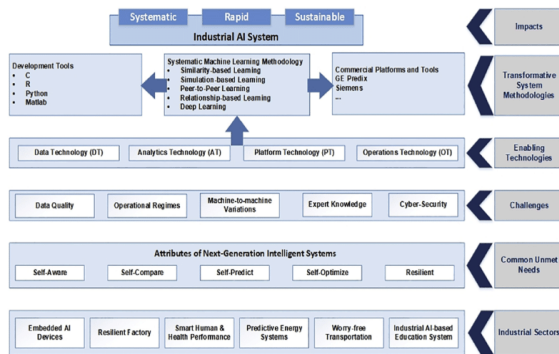 Systematic
Rapid
Sustainable
Industrial AI System
Impacts
Development Tools
• C
• R
• Python
• Matlab
Systematic Machine Learning Methodology
• Similarity-based Learning
• Simulation-based Learning
• Peer-to-Peer Learning
• Relationship-based Learning
• Deep Learning
Commercial Platforms and Tools
GE Predix
Siemens
...
Transformative
System
Methodologies
Data Technology (DT)
Analytics Technology (AT)
Platform Technology (PT)
Operations Technology (OT)
Enabling
Technologies
Data Quality
Operational Regimes
Machine-to-machine
Variations
Expert Knowledge
Cyber-Security
Challenges
Attributes of Next-Generation Intelligent Systems
Self-Aware
Self-Compare
Self-Predict
Self-Optimize
Resilient
Common Unmet
Needs
Embedded AI
Devices
Resilient Factory
Smart Human &
Health Performance
Predictive Energy
Systems
Worry-free
Transportation
Industrial AI-based
Education System
Industrial Sectors